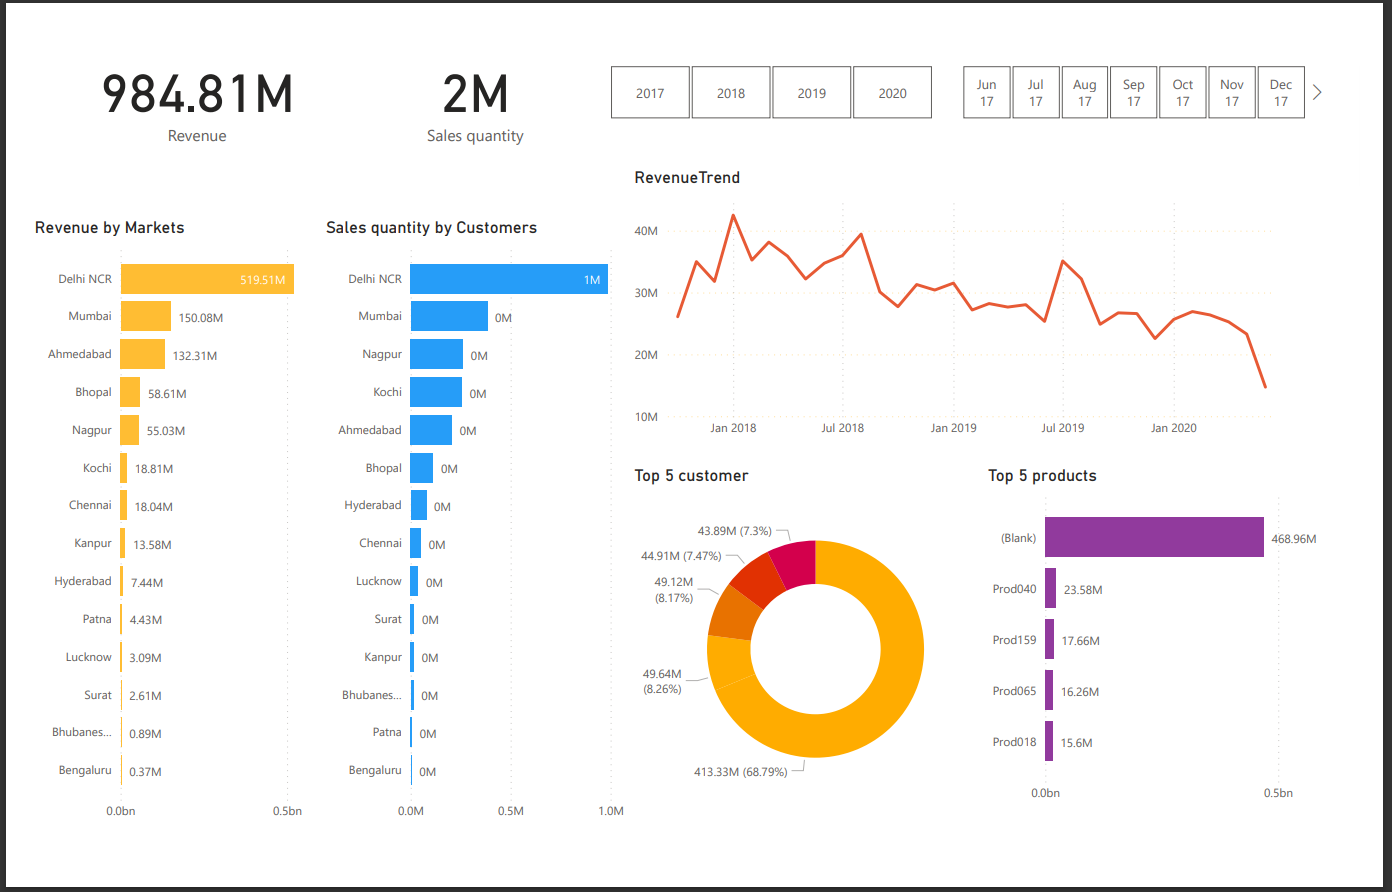 984.81M
Revenue
2M
Sales quantity
2017
2018
2019
2020
Jun
17
Jul
17
Aug
17
Sep
17
Oct
17
Nov
17
Dec
17
RevenueTrend
40M
30M
20M
10M
Jan 2018
Jul 2018
Jan 2019
Jul 2019
Jan 2020
Revenue by Markets
Delhi NCR 519.51M
Mumbai 150.08M
Ahmedabad 132.31M
Bhopal 58.61M
Nagpur 55.03M
Kochi 18.81M
Chennai 18.04M
Kanpur 13.58M
Hyderabad 7.44M
Patna 4.43M
Lucknow 3.09M
Surat 2.61M
Bhubanes... 0.89M
Bengaluru 0.37M
0.0bn 0.5bn
Sales quantity by Customers
Delhi NCR 1M
Mumbai 0M
Nagpur 0M
Kochi 0M
Ahmedabad 0M
Bhopal 0M
Hyderabad 0M
Chennai 0M
Lucknow 0M
Surat 0M
Kanpur 0M
Bhubanes... 0M
Patna 0M
Bengaluru 0M
0.0M 0.5M 1.0M
Top 5 customer
43.89M (7.3%)
44.91M (7.47%)
49.12M
(8.17%)
49.64M
(8.26%)
413.33M (68.79%)
Top 5 products
(Blank) 468.96M
Prod040 23.58M
Prod159 17.66M
Prod065 16.26M
Prod018 15.6M
0.0bn 0.5bn